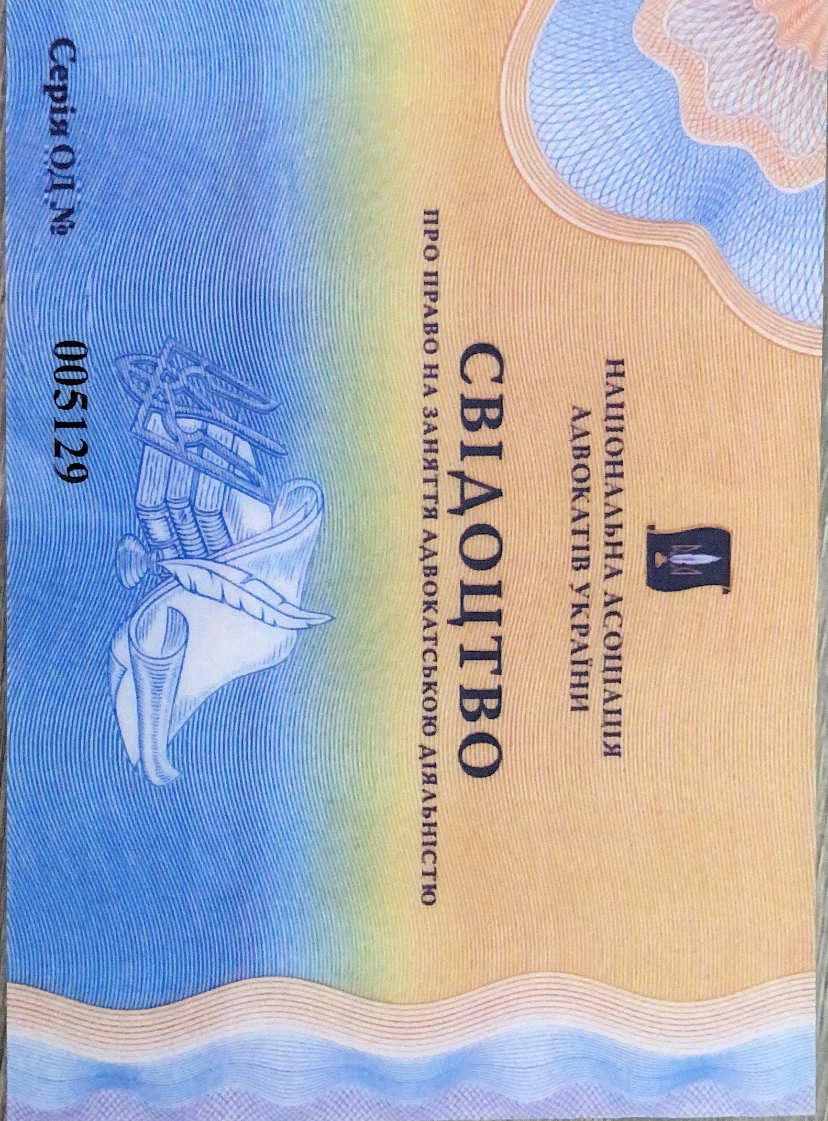 НАЦІОНАЛЬНА АСОЦІАЦІЯ
АДВОКАТІВ УКРАЇНИ
СВІДОЦТВО
ПРО ПРАВО НА ЗАНЯТТЯ АДВОКАТСЬКОЮ ДІЯЛЬНІСТЮ
Серія ОД № 005129